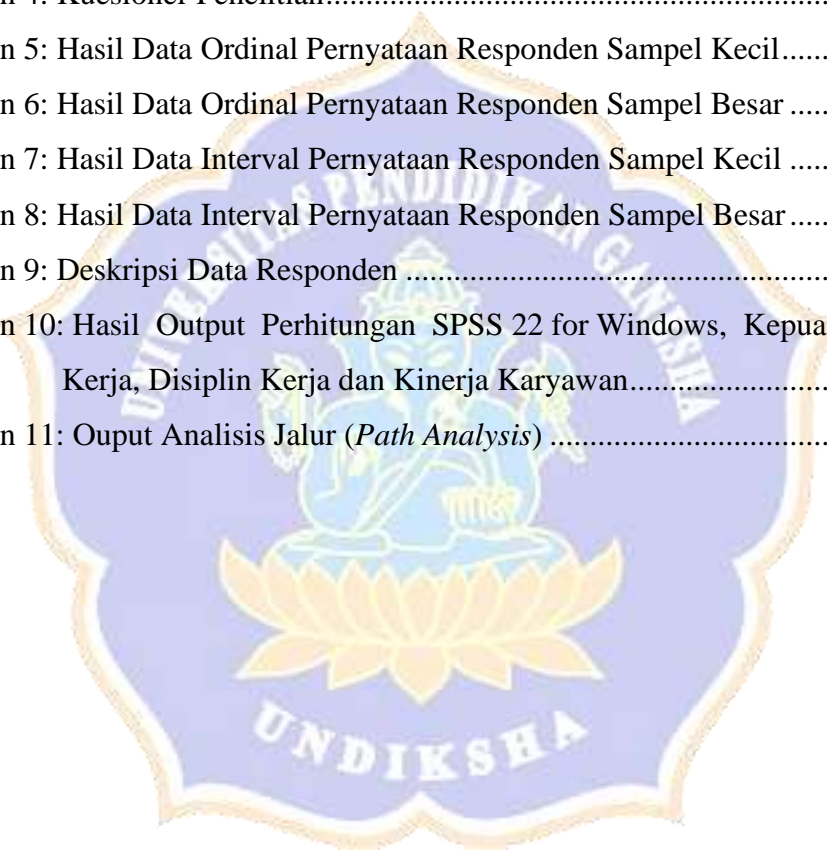 n 4: Kuesioner Penelitian
n 5: Hasil Data Ordinal Pernyataan Responden Sampel Kecil......
n 6: Hasil Data Ordinal Pernyataan Responden Sampel Besar .....
n 7: Hasil Data Interval Pernyataan Responden Sampel Kecil .....
n 8: Hasil Data Interval Pernyataan Responden Sampel Besar.....
n 9: Deskripsi Data Responden .....................................................
n 10: Hasil Output Perhitungan SPSS 22 for Windows, Kepua
Kerja, Disiplin Kerja dan Kinerja Karyawan.........................
n 11: Ouput Analisis Jalur (Path Analysis) ...................................
UNIVERSITAS PENDIDIKAN GANESHA
UNDIKSHA